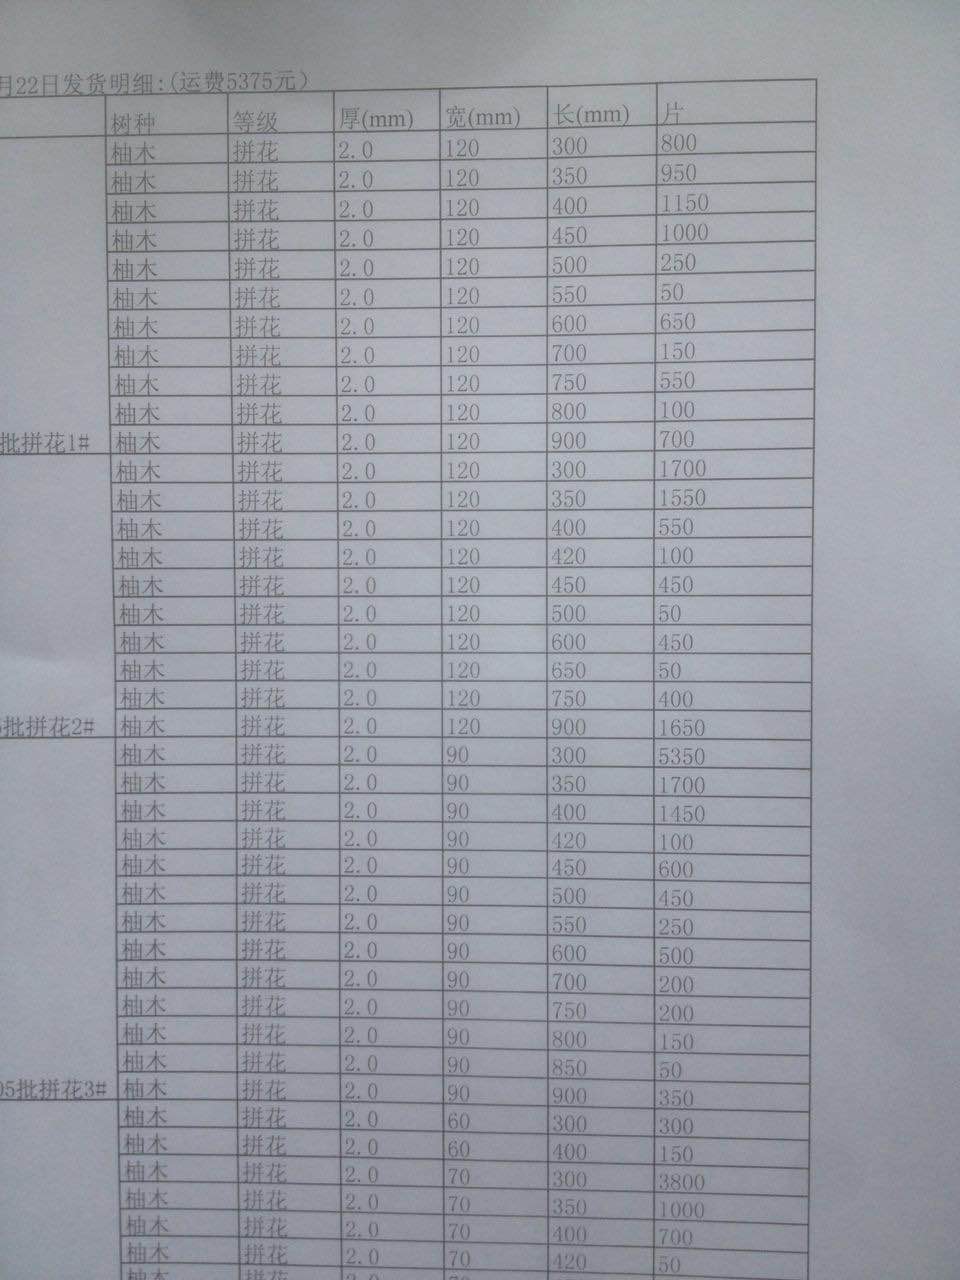 月22日发货明细:(运费5375元)
树种 等级 厚(mm) 宽(mm) 长(mm) 片
柚木 拼花 2.0 120 300 800
柚木 拼花 2.0 120 350 950
柚木 拼花 2.0 120 400 1150
柚木 拼花 2.0 120 450 1000
柚木 拼花 2.0 120 500 250
柚木 拼花 2.0 120 550 50
柚木 拼花 2.0 120 600 650
柚木 拼花 2.0 120 700 150
柚木 拼花 2.0 120 750 550
柚木 拼花 2.0 120 800 100
批拼花1# 柚木 拼花 2.0 120 900 700
柚木 拼花 2.0 120 300 1700
柚木 拼花 2.0 120 350 1550
柚木 拼花 2.0 120 400 550
柚木 拼花 2.0 120 420 100
柚木 拼花 2.0 120 450 450
柚木 拼花 2.0 120 500 50
柚木 拼花 2.0 120 600 450
柚木 拼花 2.0 120 650 50
柚木 拼花 2.0 120 750 400
批拼花2# 柚木 拼花 2.0 120 900 1650
柚木 拼花 2.0 90 300 5350
柚木 拼花 2.0 90 350 1700
柚木 拼花 2.0 90 400 1450
柚木 拼花 2.0 90 420 100
柚木 拼花 2.0 90 450 600
柚木 拼花 2.0 90 500 450
柚木 拼花 2.0 90 550 250
柚木 拼花 2.0 90 600 500
柚木 拼花 2.0 90 700 200
柚木 拼花 2.0 90 750 200
柚木 拼花 2.0 90 800 150
柚木 拼花 2.0 90 850 50
05批拼花3# 柚木 拼花 2.0 90 900 350
柚木 拼花 2.0 60 300 300
柚木 拼花 2.0 60 400 150
柚木 拼花 2.0 70 300 3800
柚木 拼花 2.0 70 350 1000
柚木 拼花 2.0 70 400 700
柚木 拼花 2.0 70 420 50
柚木 拼花 2.0 70